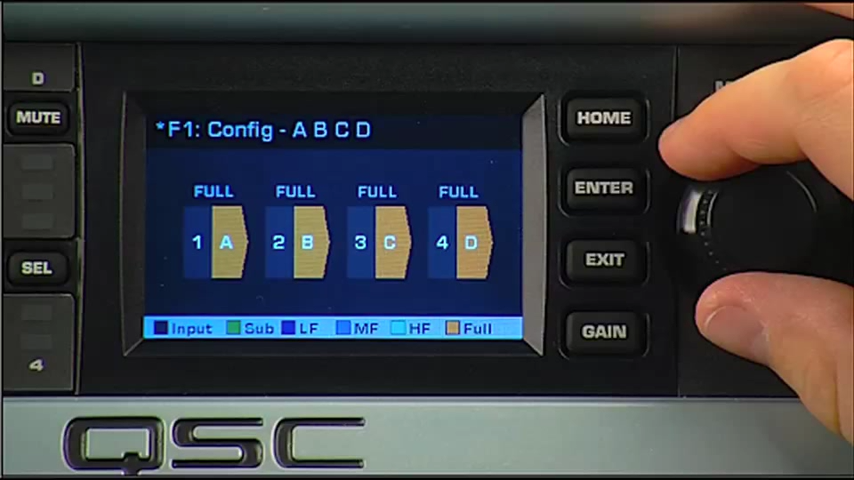 D
MUTE
SEL
4
*F1: Config - A B C D
FULL FULL FULL FULL
1 A 2 B 3 C 4 D
Input Sub LF MF HF Full
HOME
ENTER
EXIT
GAIN
QSC